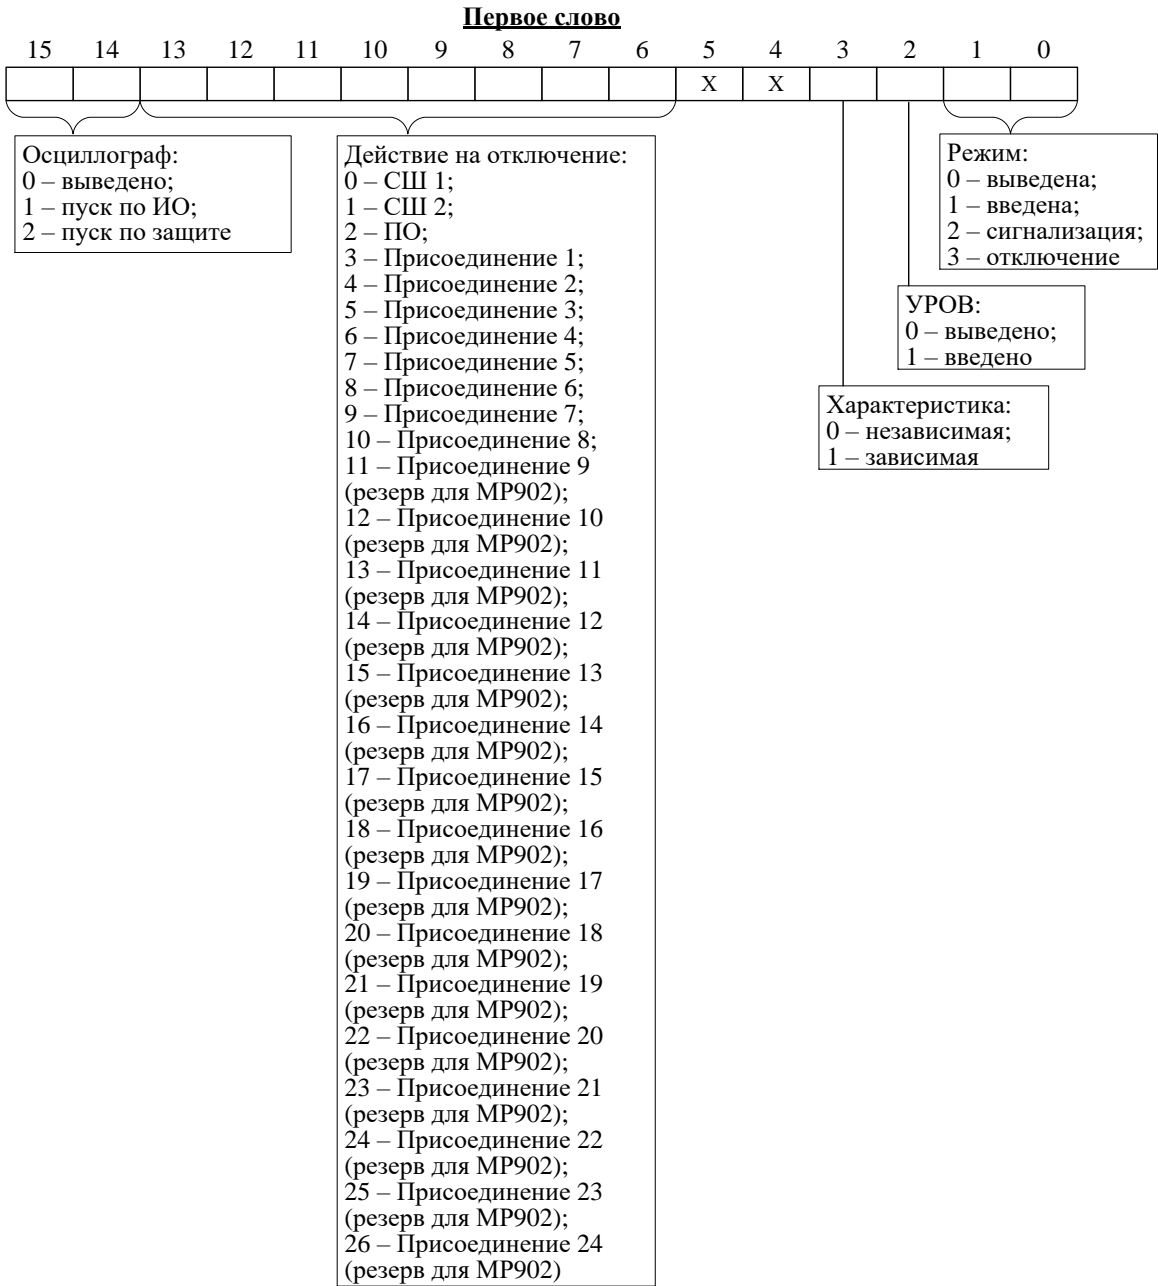 Первое слово
15 14 13 12 11 10 9 8 7 6 5 4 3 2 1 0
X X
Осциллограф:
0 – выведено;
1 – пуск по ИО;
2 – пуск по защите
Действие на отключение:
0 – СШ 1;
1 – СШ 2;
2 – ПО;
3 – Присоединение 1;
4 – Присоединение 2;
5 – Присоединение 3;
6 – Присоединение 4;
7 – Присоединение 5;
8 – Присоединение 6;
9 – Присоединение 7;
10 – Присоединение 8;
11 – Присоединение 9
(резерв для МР902);
12 – Присоединение 10
(резерв для МР902);
13 – Присоединение 11
(резерв для МР902);
14 – Присоединение 12
(резерв для МР902);
15 – Присоединение 13
(резерв для МР902);
16 – Присоединение 14
(резерв для МР902);
17 – Присоединение 15
(резерв для МР902);
18 – Присоединение 16
(резерв для МР902);
19 – Присоединение 17
(резерв для МР902);
20 – Присоединение 18
(резерв для МР902);
21 – Присоединение 19
(резерв для МР902);
22 – Присоединение 20
(резерв для МР902);
23 – Присоединение 21
(резерв для МР902);
24 – Присоединение 22
(резерв для МР902);
25 – Присоединение 23
(резерв для МР902);
26 – Присоединение 24
(резерв для МР902)
Режим:
0 – выведена;
1 – введена;
2 – сигнализация;
3 – отключение
УРОВ:
0 – выведено;
1 – введено
Характеристика:
0 – независимая;
1 – зависимая